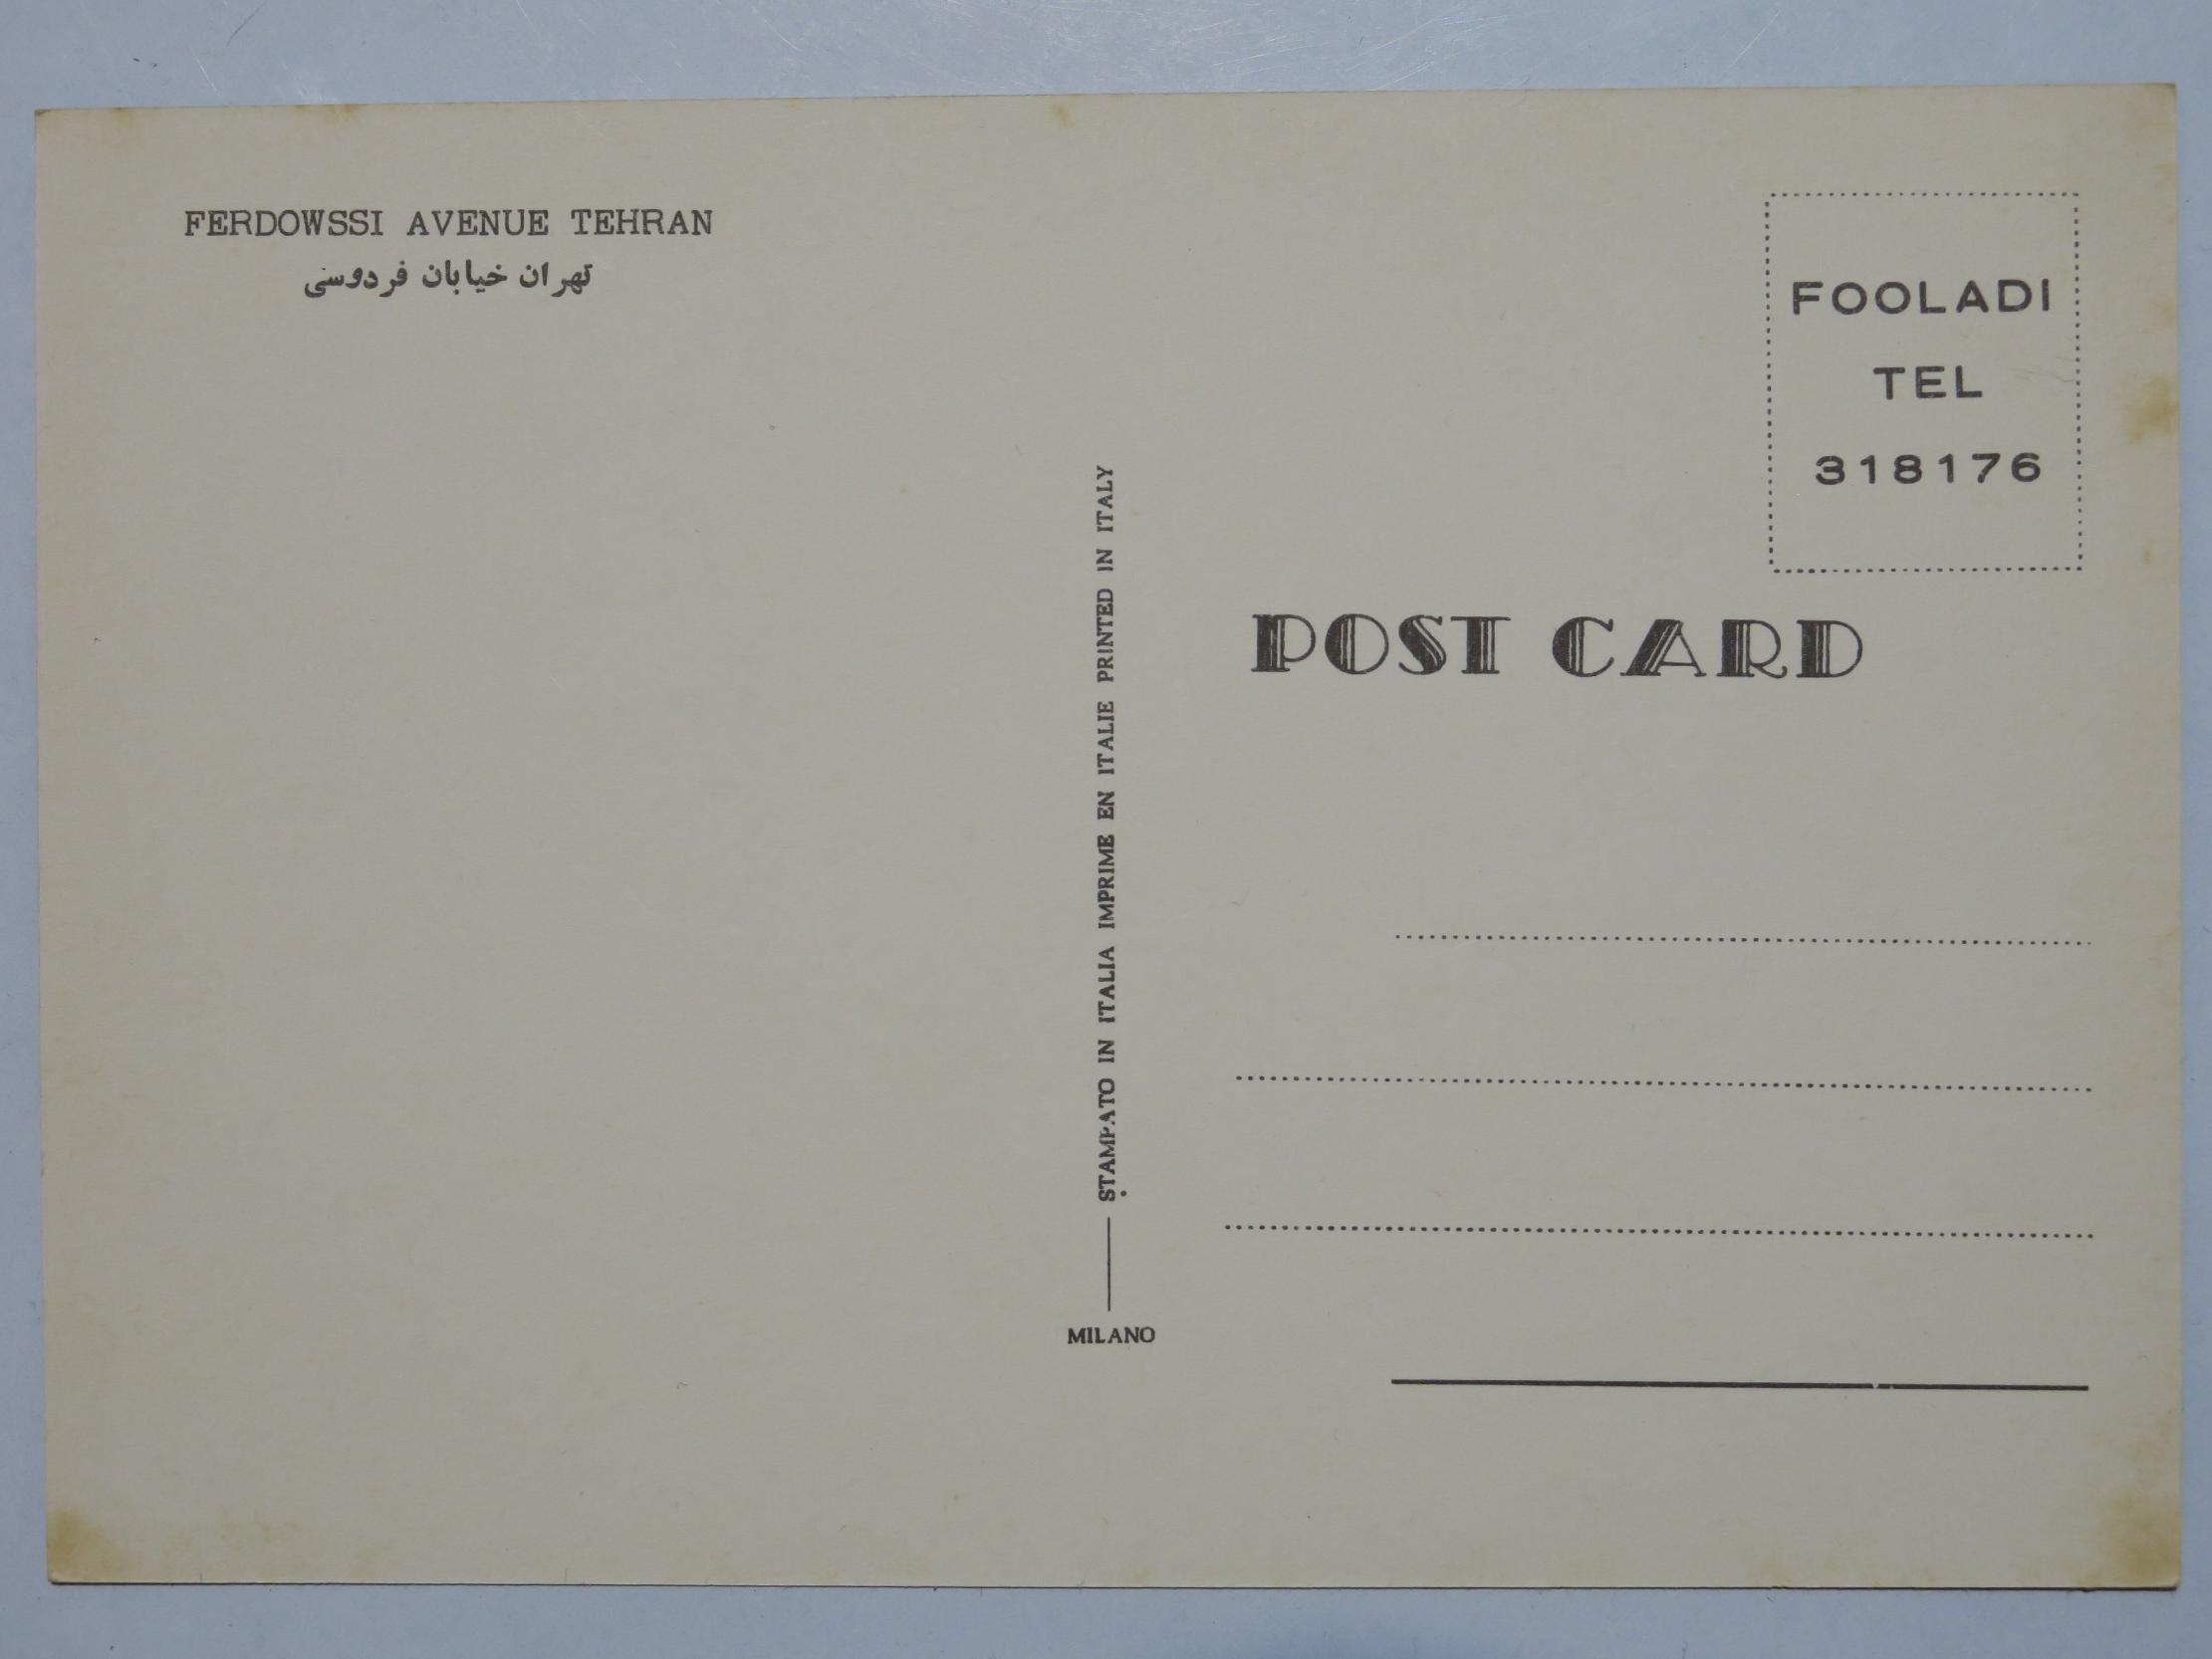 FERDOWSSI AVENUE TEHRAN
تهران خیابان فردوسی
FOOLADI
TEL
318176
POST CARD
STAMPATO IN ITALIA IMPRIME EN ITALIE PRINTED IN ITALY
MILANO